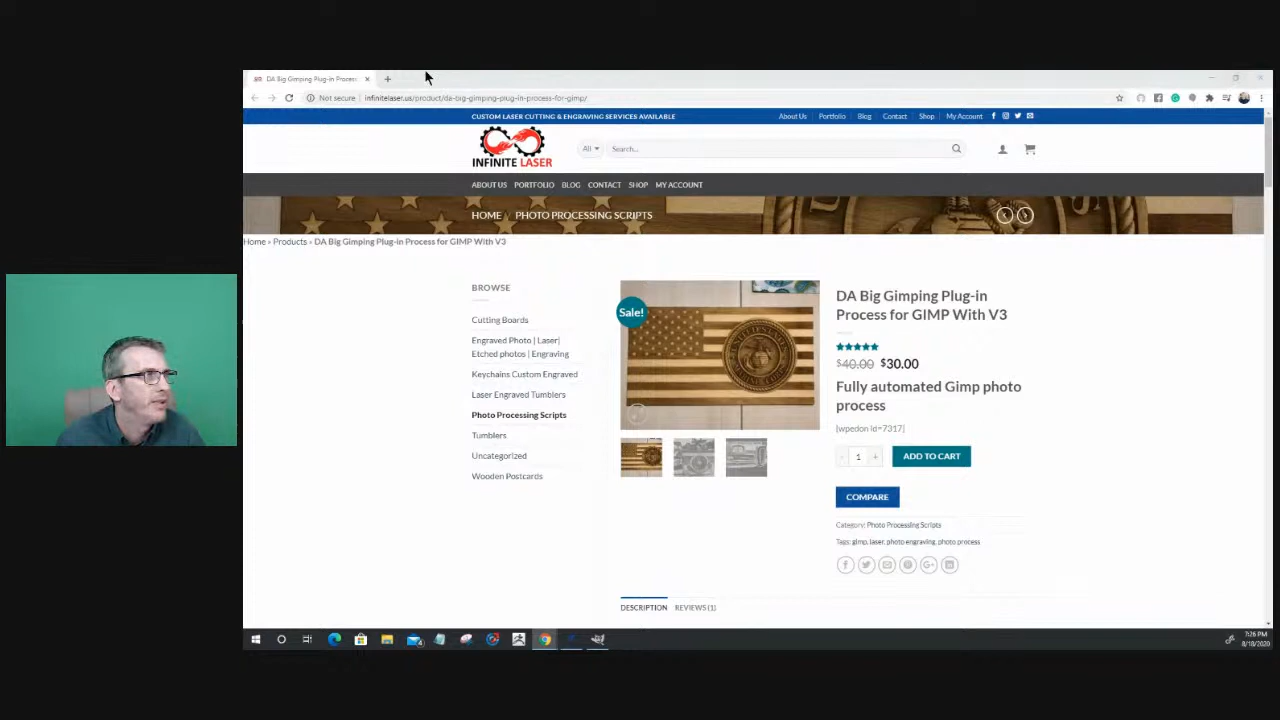 DA Big Gimping Plug-in Process
Not secure | infinitelaser.us/product/da-big-gimping-plug-in-process-for-gimp/
CUSTOM LASER CUTTING & ENGRAVING SERVICES AVAILABLE
About Us | Portfolio | Blog | Contact | Shop | My Account
INFINITE LASER
All
Search...
ABOUT US PORTFOLIO BLOG CONTACT SHOP MY ACCOUNT
HOME PHOTO PROCESSING SCRIPTS
Home » Products » DA Big Gimping Plug-in Process for GIMP With V3
BROWSE
Cutting Boards
Engraved Photo | Laser|
Etched photos | Engraving
Keychains Custom Engraved
Laser Engraved Tumblers
Photo Processing Scripts
Tumblers
Uncategorized
Wooden Postcards
Sale!
DA Big Gimping Plug-in
Process for GIMP With V3
$40.00 $30.00
Fully automated Gimp photo
process
[wpedon id=7317]
- 1 +
ADD TO CART
COMPARE
Category: Photo Processing Scripts
Tags: gimp, laser, photo engraving, photo process
DESCRIPTION REVIEWS (1)
7:26 PM
8/18/2020